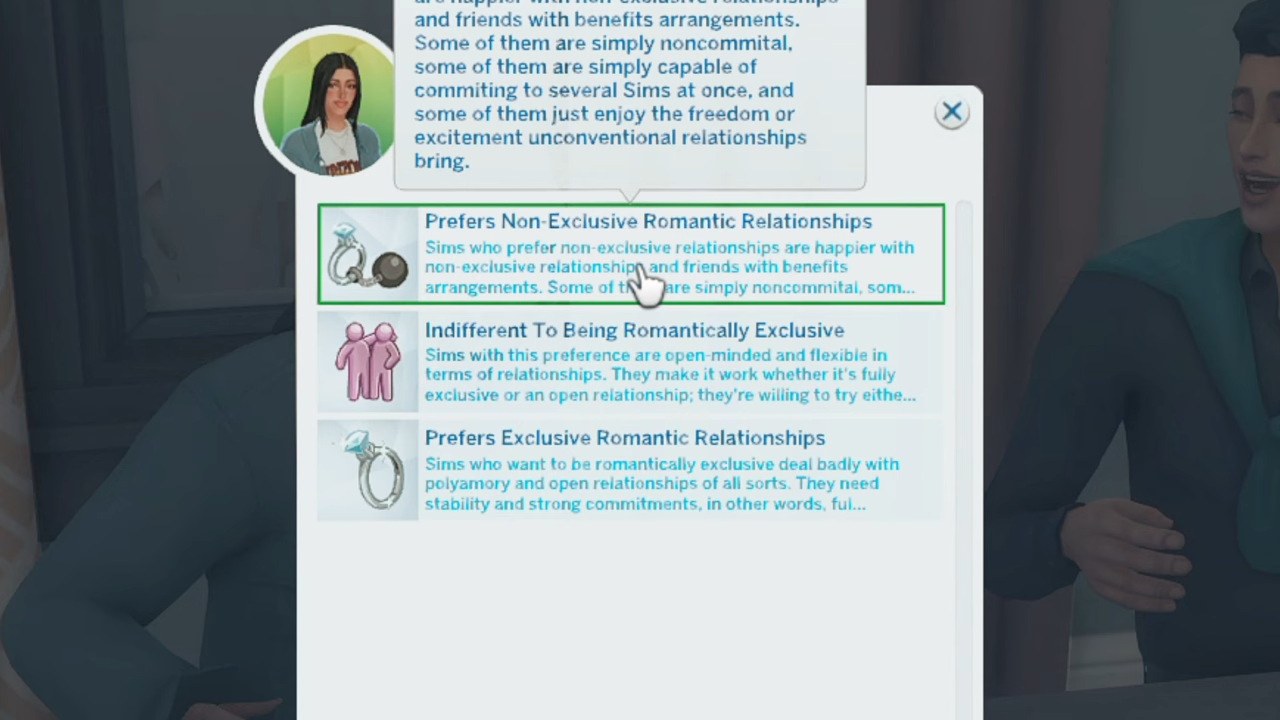 are happier with non-exclusive relationships
and friends with benefits arrangements.
Some of them are simply noncommital,
some of them are simply capable of
commiting to several Sims at once, and
some of them just enjoy the freedom or
excitement unconventional relationships
bring.
Prefers Non-Exclusive Romantic Relationships
Sims who prefer non-exclusive relationships are happier with
non-exclusive relationships and friends with benefits
arrangements. Some of are simply noncommital, som...
Indifferent To Being Romantically Exclusive
Sims with this preference are open-minded and flexible in
terms of relationships. They make it work whether it's fully
exclusive or an open relationship; they're willing to try eithe...
Prefers Exclusive Romantic Relationships
Sims who want to be romantically exclusive deal badly with
polyamory and open relationships of all sorts. They need
stability and strong commitments, in other words, ful...